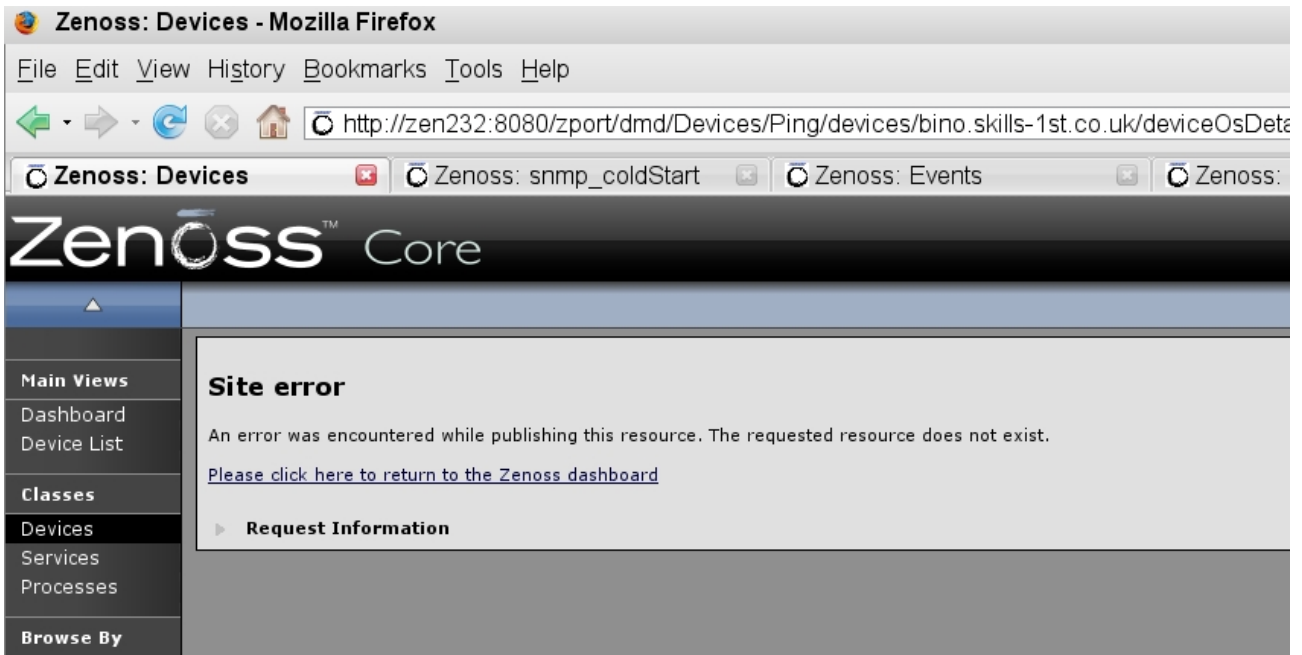 Zenoss: Devices - Mozilla Firefox
File Edit View History Bookmarks Tools Help
http://zen232:8080/zport/dmd/Devices/Ping/devices/bino.skills-1st.co.uk/deviceOsDeta
Zenoss: Devices Zenoss: snmp_coldStart Zenoss: Events Zenoss:
Zenoss™ Core
Main Views
Dashboard
Device List
Classes
Devices
Services
Processes
Browse By
Site error
An error was encountered while publishing this resource. The requested resource does not exist.
Please click here to return to the Zenoss dashboard
Request Information